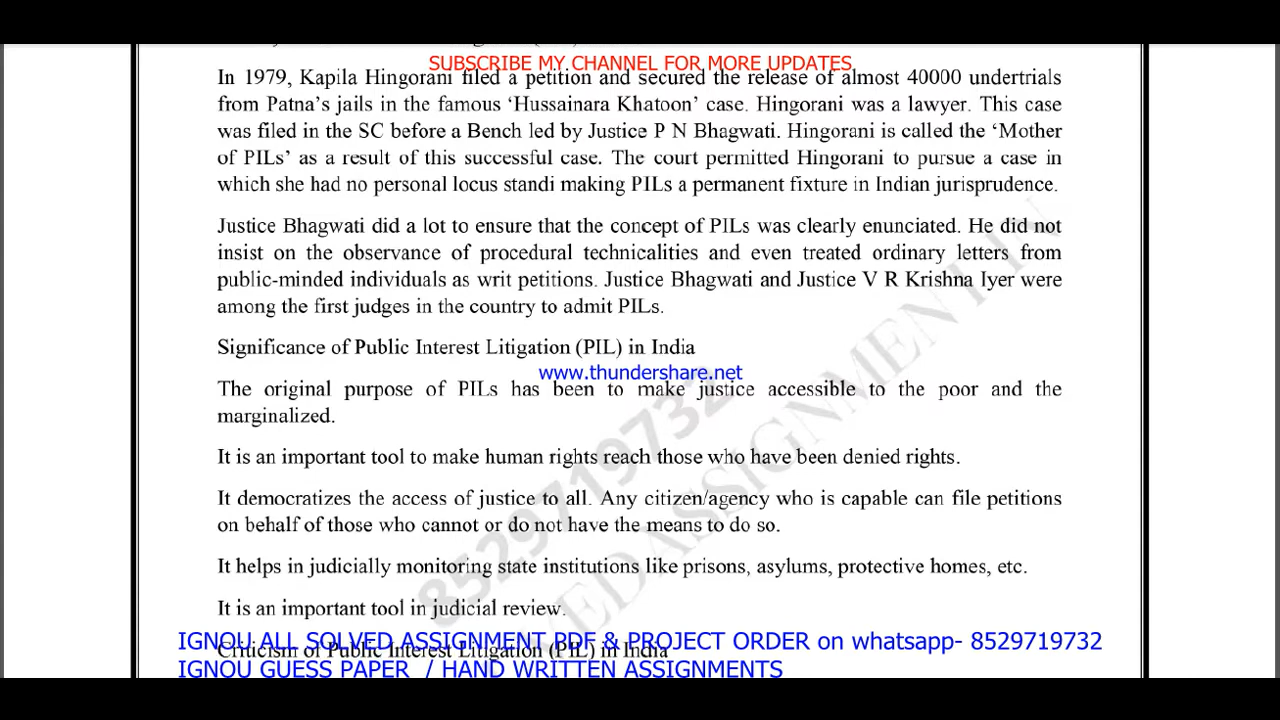 SUBSCRIBE MY CHANNEL FOR MORE UPDATES
In 1979, Kapila Hingorani filed a petition and secured the release of almost 40000 undertrials
from Patna's jails in the famous ‘Hussainara Khatoon’ case. Hingorani was a lawyer. This case
was filed in the SC before a Bench led by Justice P N Bhagwati. Hingorani is called the ‘Mother
of PILs’ as a result of this successful case. The court permitted Hingorani to pursue a case in
which she had no personal locus standi making PILs a permanent fixture in Indian jurisprudence.
Justice Bhagwati did a lot to ensure that the concept of PILs was clearly enunciated. He did not
insist on the observance of procedural technicalities and even treated ordinary letters from
public-minded individuals as writ petitions. Justice Bhagwati and Justice V R Krishna Iyer were
among the first judges in the country to admit PILs.
Significance of Public Interest Litigation (PIL) in India
www.thundershare.net
The original purpose of PILs has been to make justice accessible to the poor and the
marginalized.
It is an important tool to make human rights reach those who have been denied rights.
It democratizes the access of justice to all. Any citizen/agency who is capable can file petitions
on behalf of those who cannot or do not have the means to do so.
It helps in judicially monitoring state institutions like prisons, asylums, protective homes, etc.
It is an important tool in judicial review.
IGNOU ALL SOLVED ASSIGNMENT PDF & PROJECT ORDER on whatsapp- 8529719732
Criticism of Public Interest Litigation (PIL) in India
IGNOU GUESS PAPER / HAND WRITTEN ASSIGNMENTS
8529719732